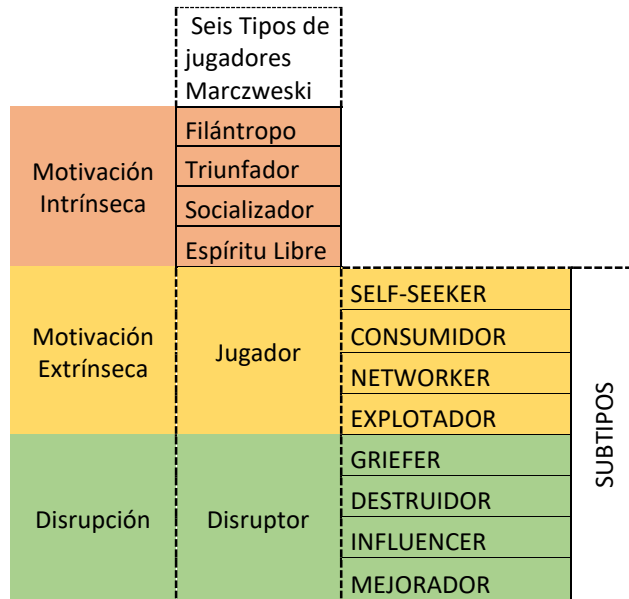 Seis Tipos de
jugadores
Marczweski
Motivación
Intrínseca
Filántropo
Triunfador
Socializador
Espíritu Libre
Motivación
Extrínseca
Jugador
SELF-SEEKER
CONSUMIDOR
NETWORKER
EXPLOTADOR
Disrupción
Disruptor
GRIEFER
DESTRUIDOR
INFLUENCER
MEJORADOR
SUBTIPOS